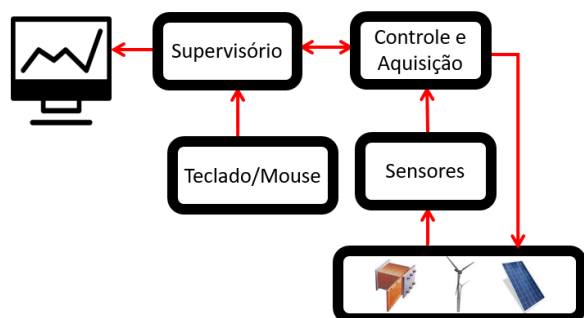 Supervisório
Controle e
Aquisição
Teclado/Mouse
Sensores